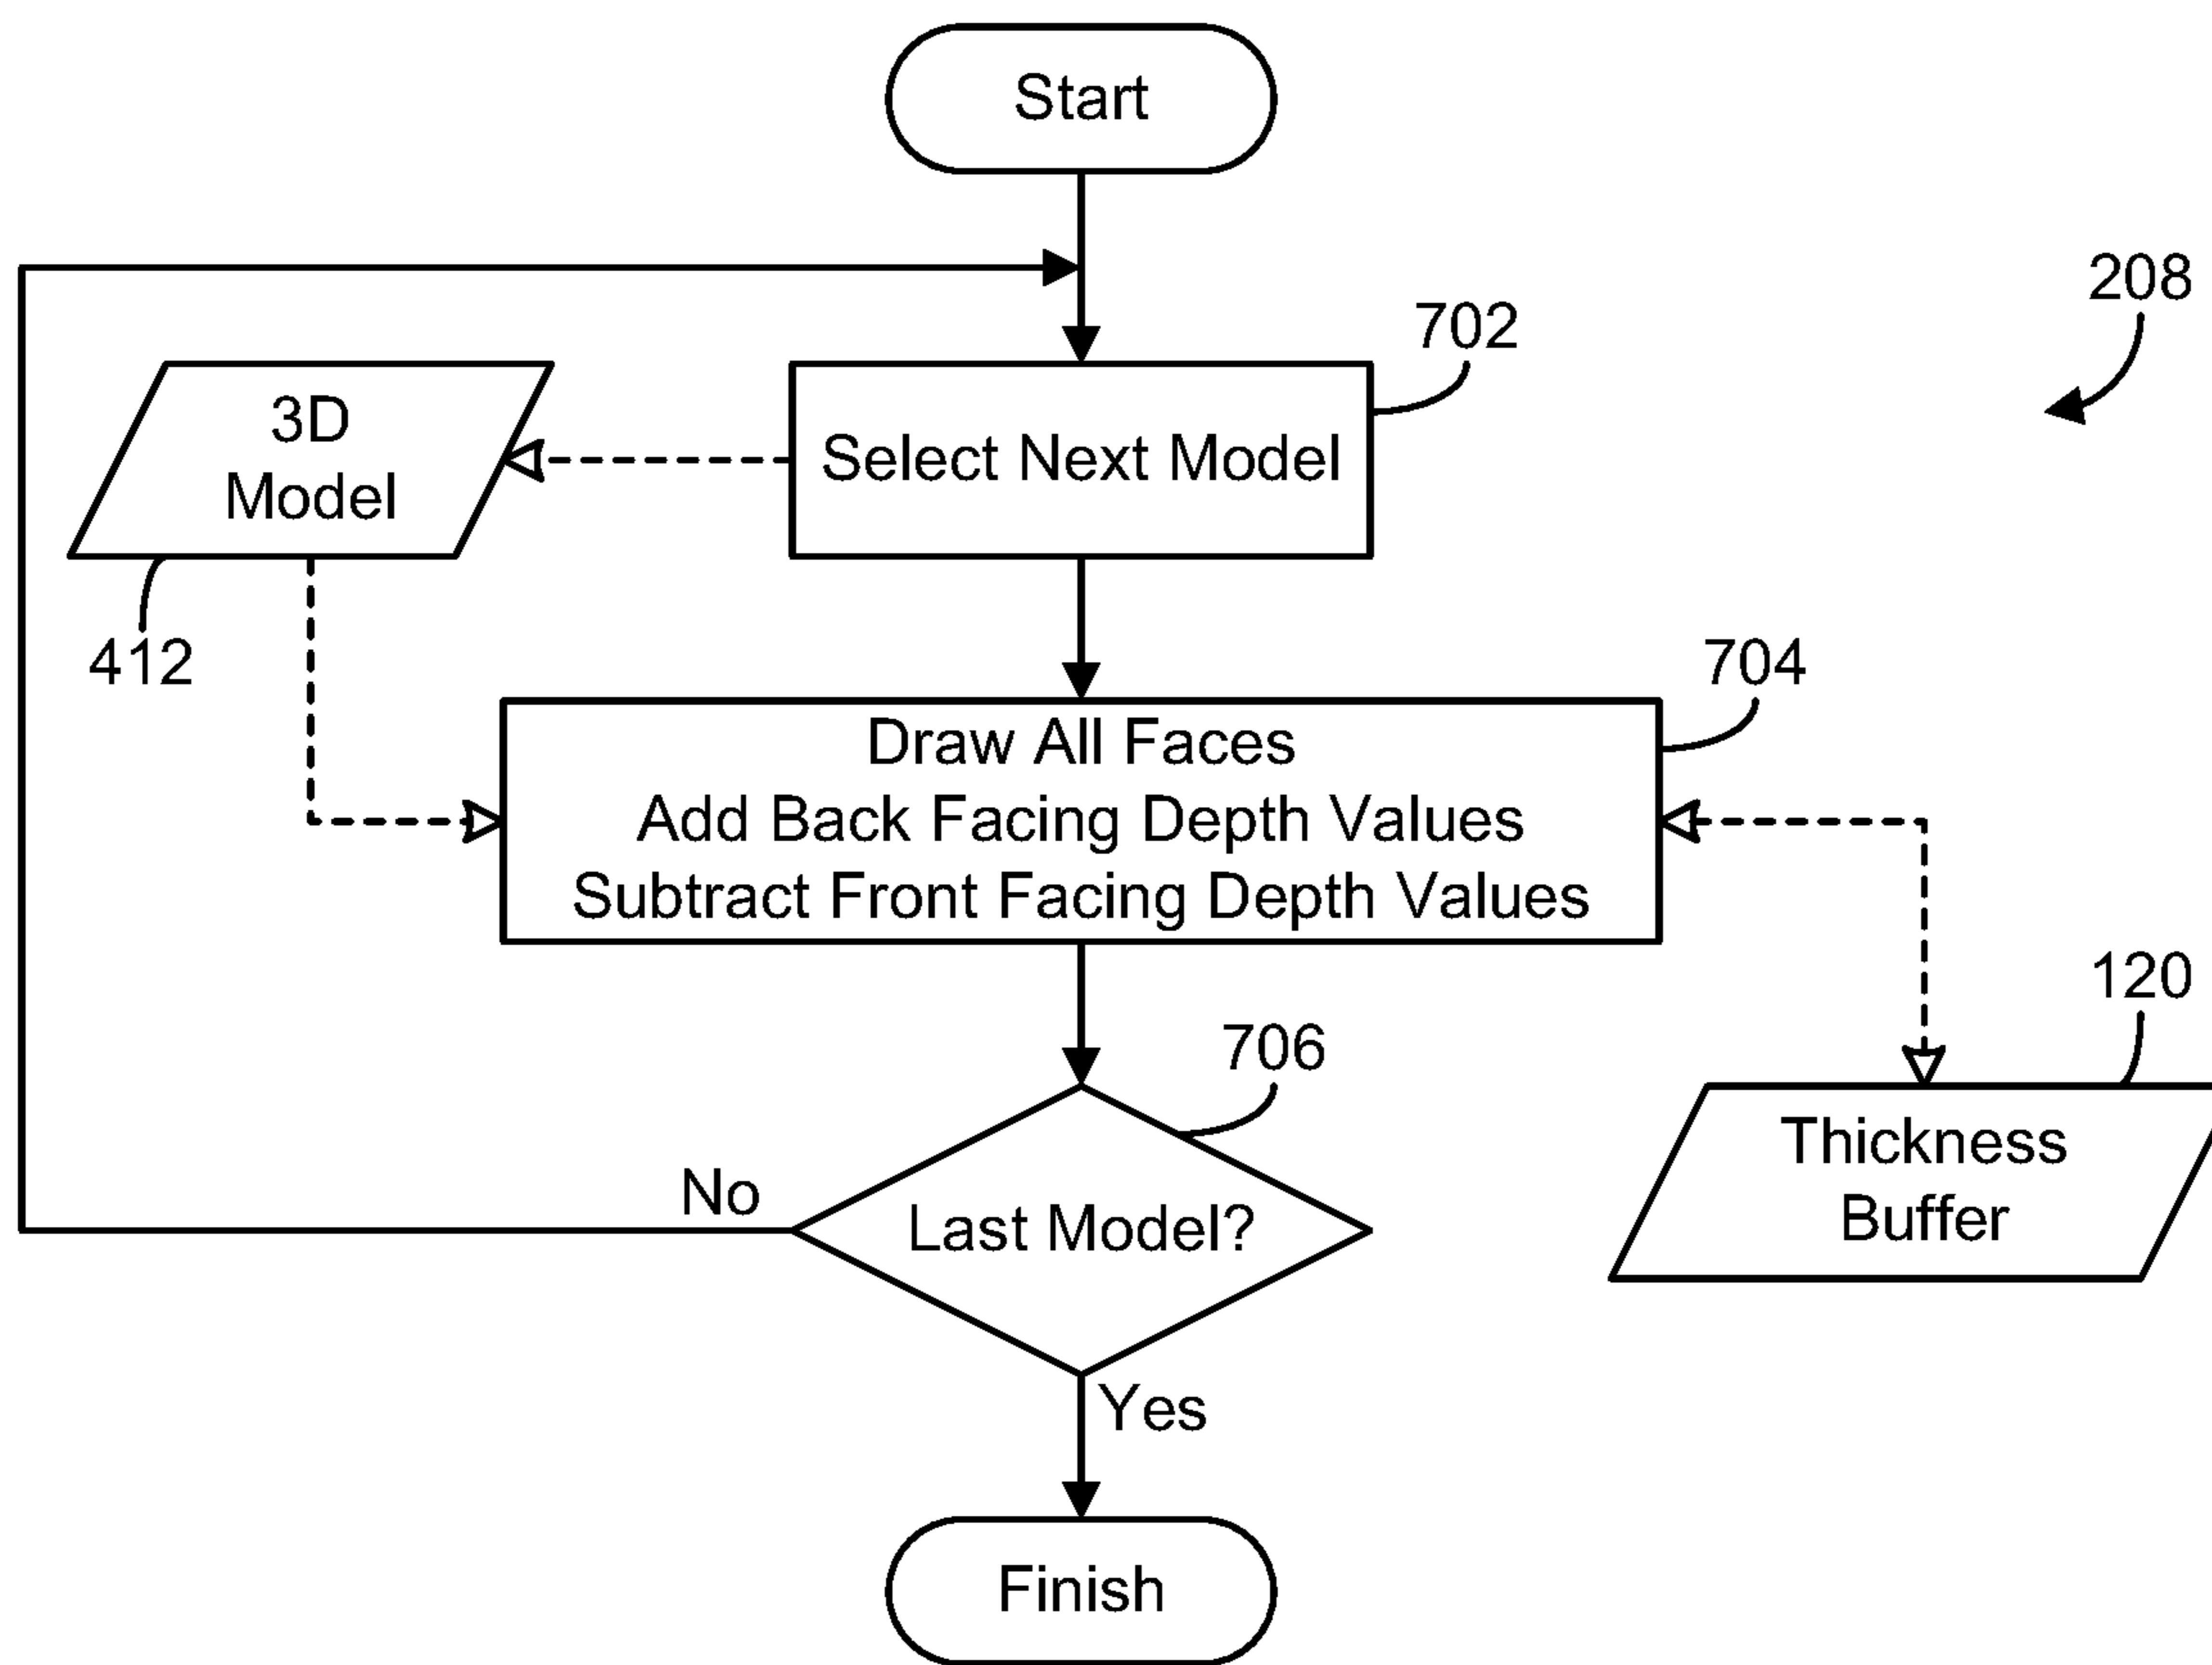 Start
208
702
3D
Model
Select Next Model
412
704
Draw All Faces
Add Back Facing Depth Values
Subtract Front Facing Depth Values
120
706
Thickness
Buffer
No
Last Model?
Yes
Finish